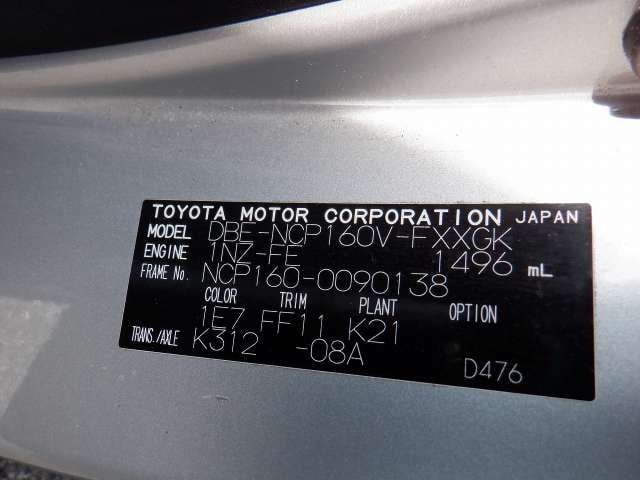 TOYOTA MOTOR CORPORATION JAPAN
MODEL DBE-NCP160V-FXXGK
ENGINE 1NZ-FE 1496 mL
FRAME No. NCP160-0090138
COLOR TRIM PLANT OPTION
1E7 FF11 K21
TRANS./AXLE K312 -08A
D476